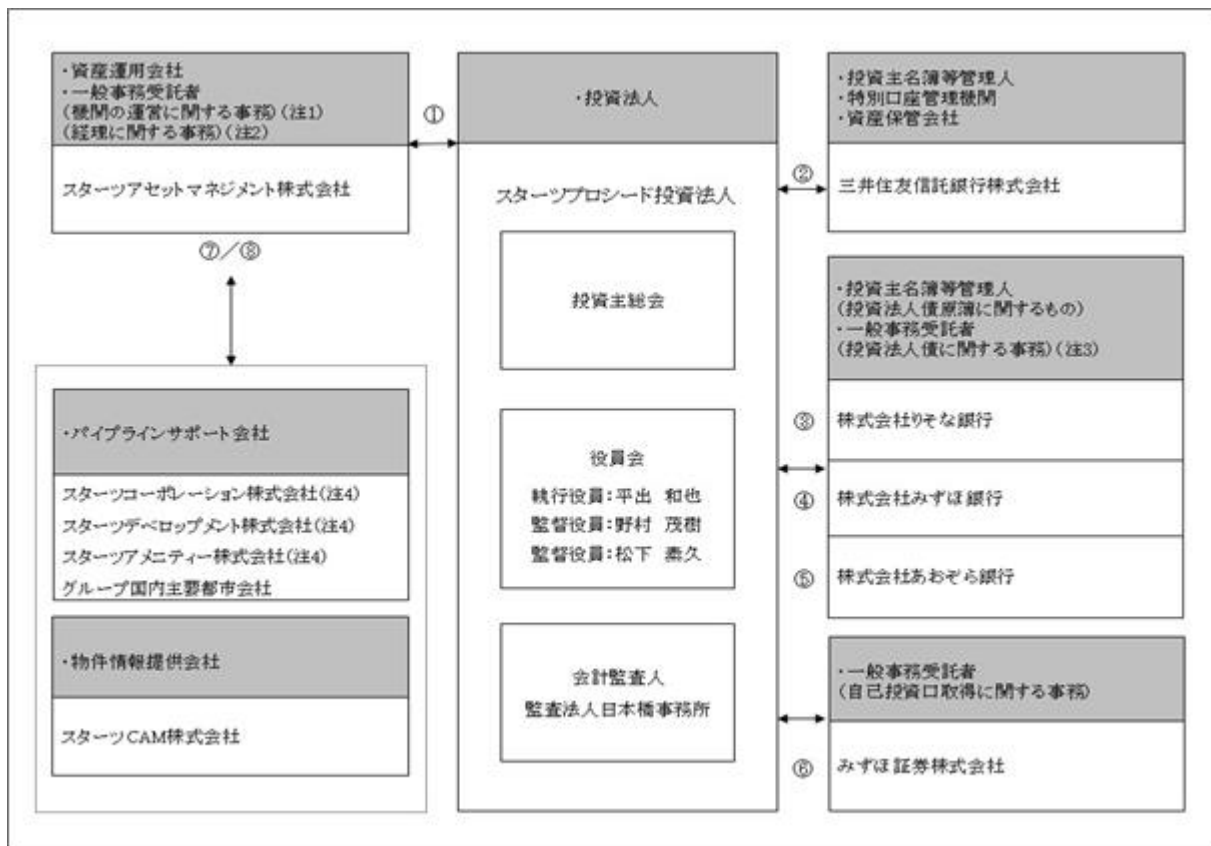 ・資産運用会社
・一般事務受託者
(機関の運営に関する事務)(注1)
(経理に関する事務)(注2)
スターツアセットマネジメント株式会社
①
⑦/⑧
・パイプラインサポート会社
スターツコーポレーション株式会社(注4)
スターツデベロップメント株式会社(注4)
スターツアメニティー株式会社(注4)
グループ国内主要都市会社
・物件情報提供会社
スターツCAM株式会社
・投資法人
スターツプロシード投資法人
投資主総会
役員会
執行役員:平出 和也
監督役員:野村 茂樹
監督役員:松下 素久
会計監査人
監査法人日本橋事務所
・投資主名簿等管理人
・特別口座管理機関
・資産保管会社
②
三井住友信託銀行株式会社
・投資主名簿等管理人
(投資法人債原簿に関するもの)
・一般事務受託者
(投資法人債に関する事務)(注3)
③
株式会社りそな銀行
④
株式会社みずほ銀行
⑤
株式会社あおぞら銀行
・一般事務受託者
(自己投資口取得に関する事務)
⑥
みずほ証券株式会社